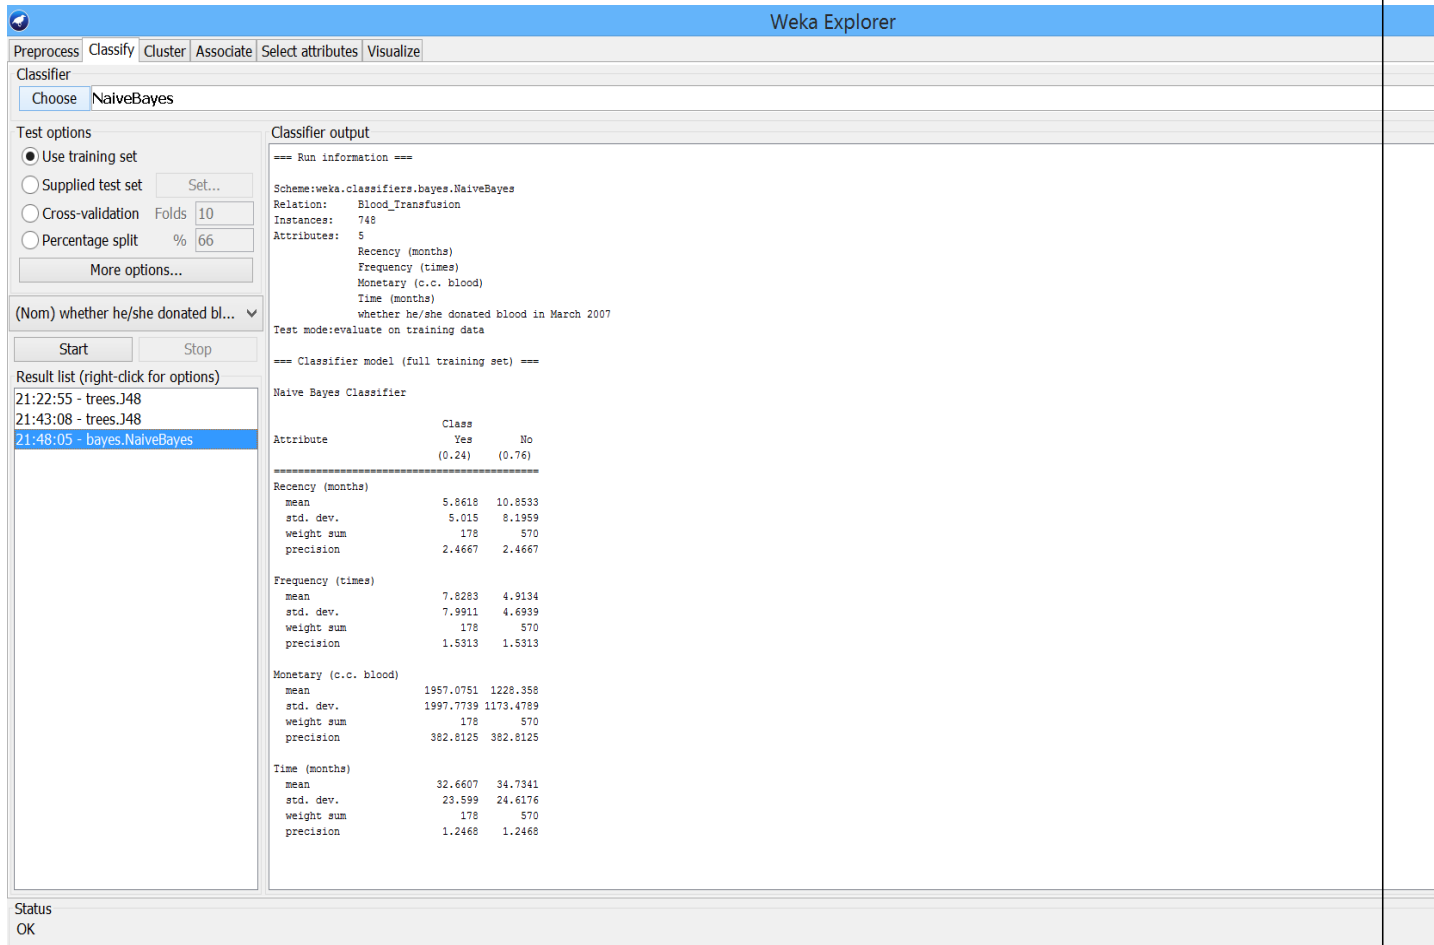 Weka Explorer
Preprocess Classify Cluster Associate Select attributes Visualize
Classifier
Choose NaiveBayes
Test options
Use training set
Supplied test set Set...
Cross-validation Folds 10
Percentage split % 66
More options...
(Nom) whether he/she donated bl...
Start Stop
Result list (right-click for options)
21:22:55 - trees.J48
21:43:08 - trees.J48
21:48:05 - bayes.NaiveBayes
Classifier output
=== Run information ===
Scheme:weka.classifiers.bayes.NaiveBayes
Relation: Blood_Transfusion
Instances: 748
Attributes: 5
Recency (months)
Frequency (times)
Monetary (c.c. blood)
Time (months)
whether he/she donated blood in March 2007
Test mode:evaluate on training data
=== Classifier model (full training set) ===
Naive Bayes Classifier
Class
Attribute Yes No
(0.24) (0.76)
============================================
Recency (months)
mean 5.8618 10.8533
std. dev. 5.015 8.1959
weight sum 178 570
precision 2.4667 2.4667
Frequency (times)
mean 7.8283 4.9134
std. dev. 7.9911 4.6939
weight sum 178 570
precision 1.5313 1.5313
Monetary (c.c. blood)
mean 1957.0751 1228.358
std. dev. 1997.7739 1173.4789
weight sum 178 570
precision 382.8125 382.8125
Time (months)
mean 32.6607 34.7341
std. dev. 23.599 24.6176
weight sum 178 570
precision 1.2468 1.2468
Status
OK